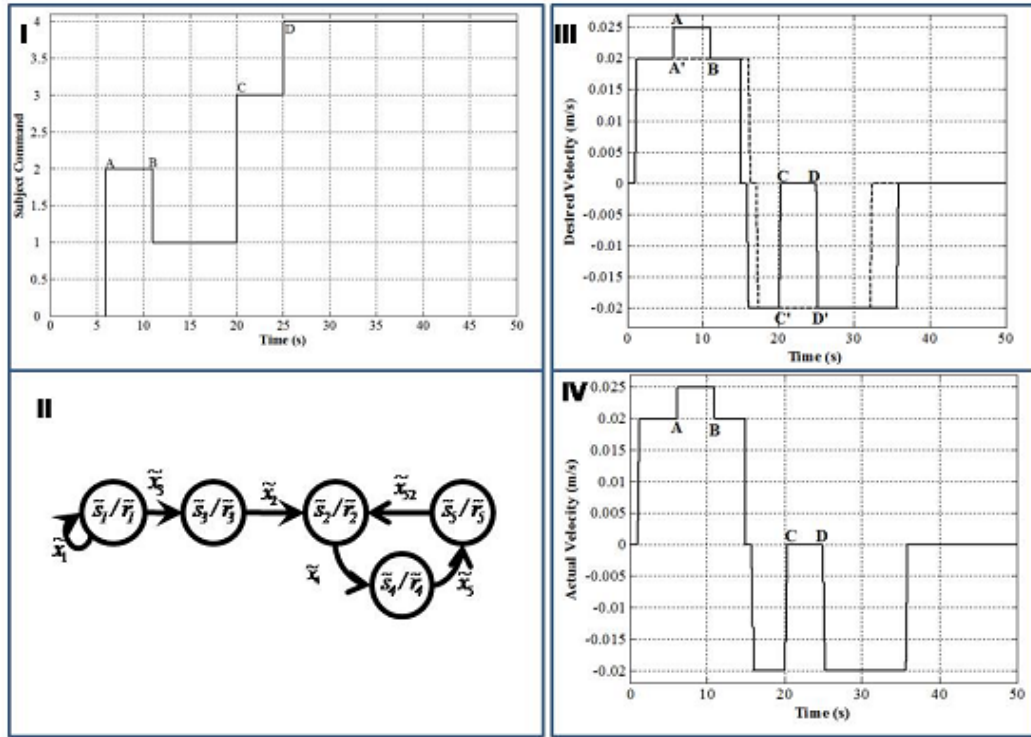 I
Subject Command
4
3.5
3
2.5
2
1.5
1
0.5
0
A
B
C
D
0 5 10 15 20 25 30 35 40 45 50
Time (s)
II
s̃₁/r̃₁
x̃₁
x̃₃
s̃₃/r̃₃
x̃₂
s̃₂/r̃₂
x̃₅₂
s̃₅/r̃₅
s̃₄/r̃₄
x̃₅
III
Desired Velocity (m/s)
0.025
0.02
0.015
0.01
0.005
0
-0.005
-0.01
-0.015
-0.02
A
A'
B
C
D
C'
D'
0 10 20 30 40 50
Time (s)
IV
Actual Velocity (m/s)
0.025
0.02
0.015
0.01
0.005
0
-0.005
-0.01
-0.015
-0.02
A
B
C
D
0 10 20 30 40 50
Time (s)